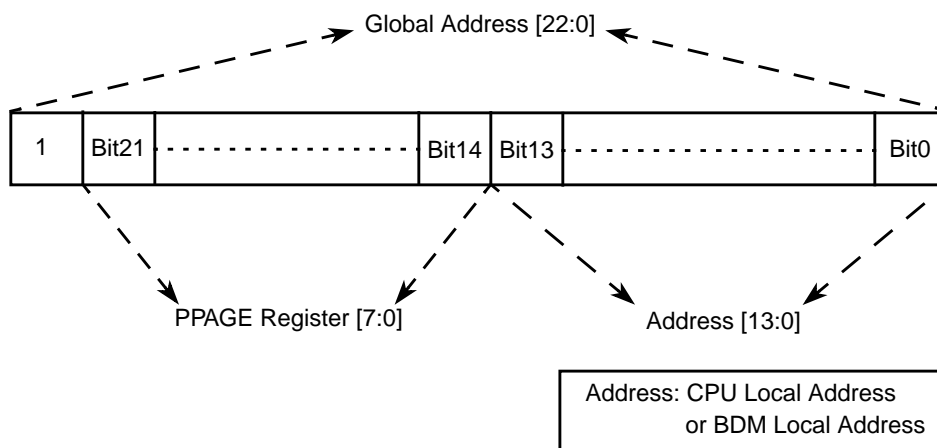 Global Address [22:0]
1 Bit21 Bit14 Bit13 Bit0
PPAGE Register [7:0] Address [13:0]
Address: CPU Local Address
or BDM Local Address